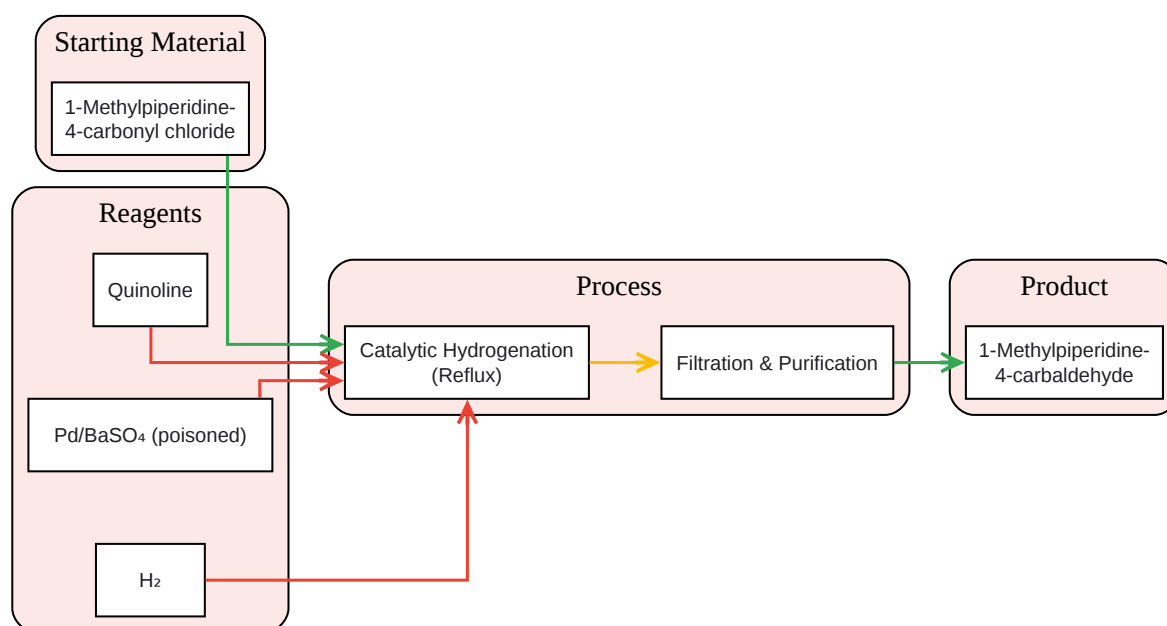 Starting Material
1-Methylpiperidine-
4-carbonyl chloride
Reagents
Quinoline
Pd/BaSO₄ (poisoned)
H₂
Process
Catalytic Hydrogenation
(Reflux)
Filtration & Purification
Product
1-Methylpiperidine-
4-carbaldehyde